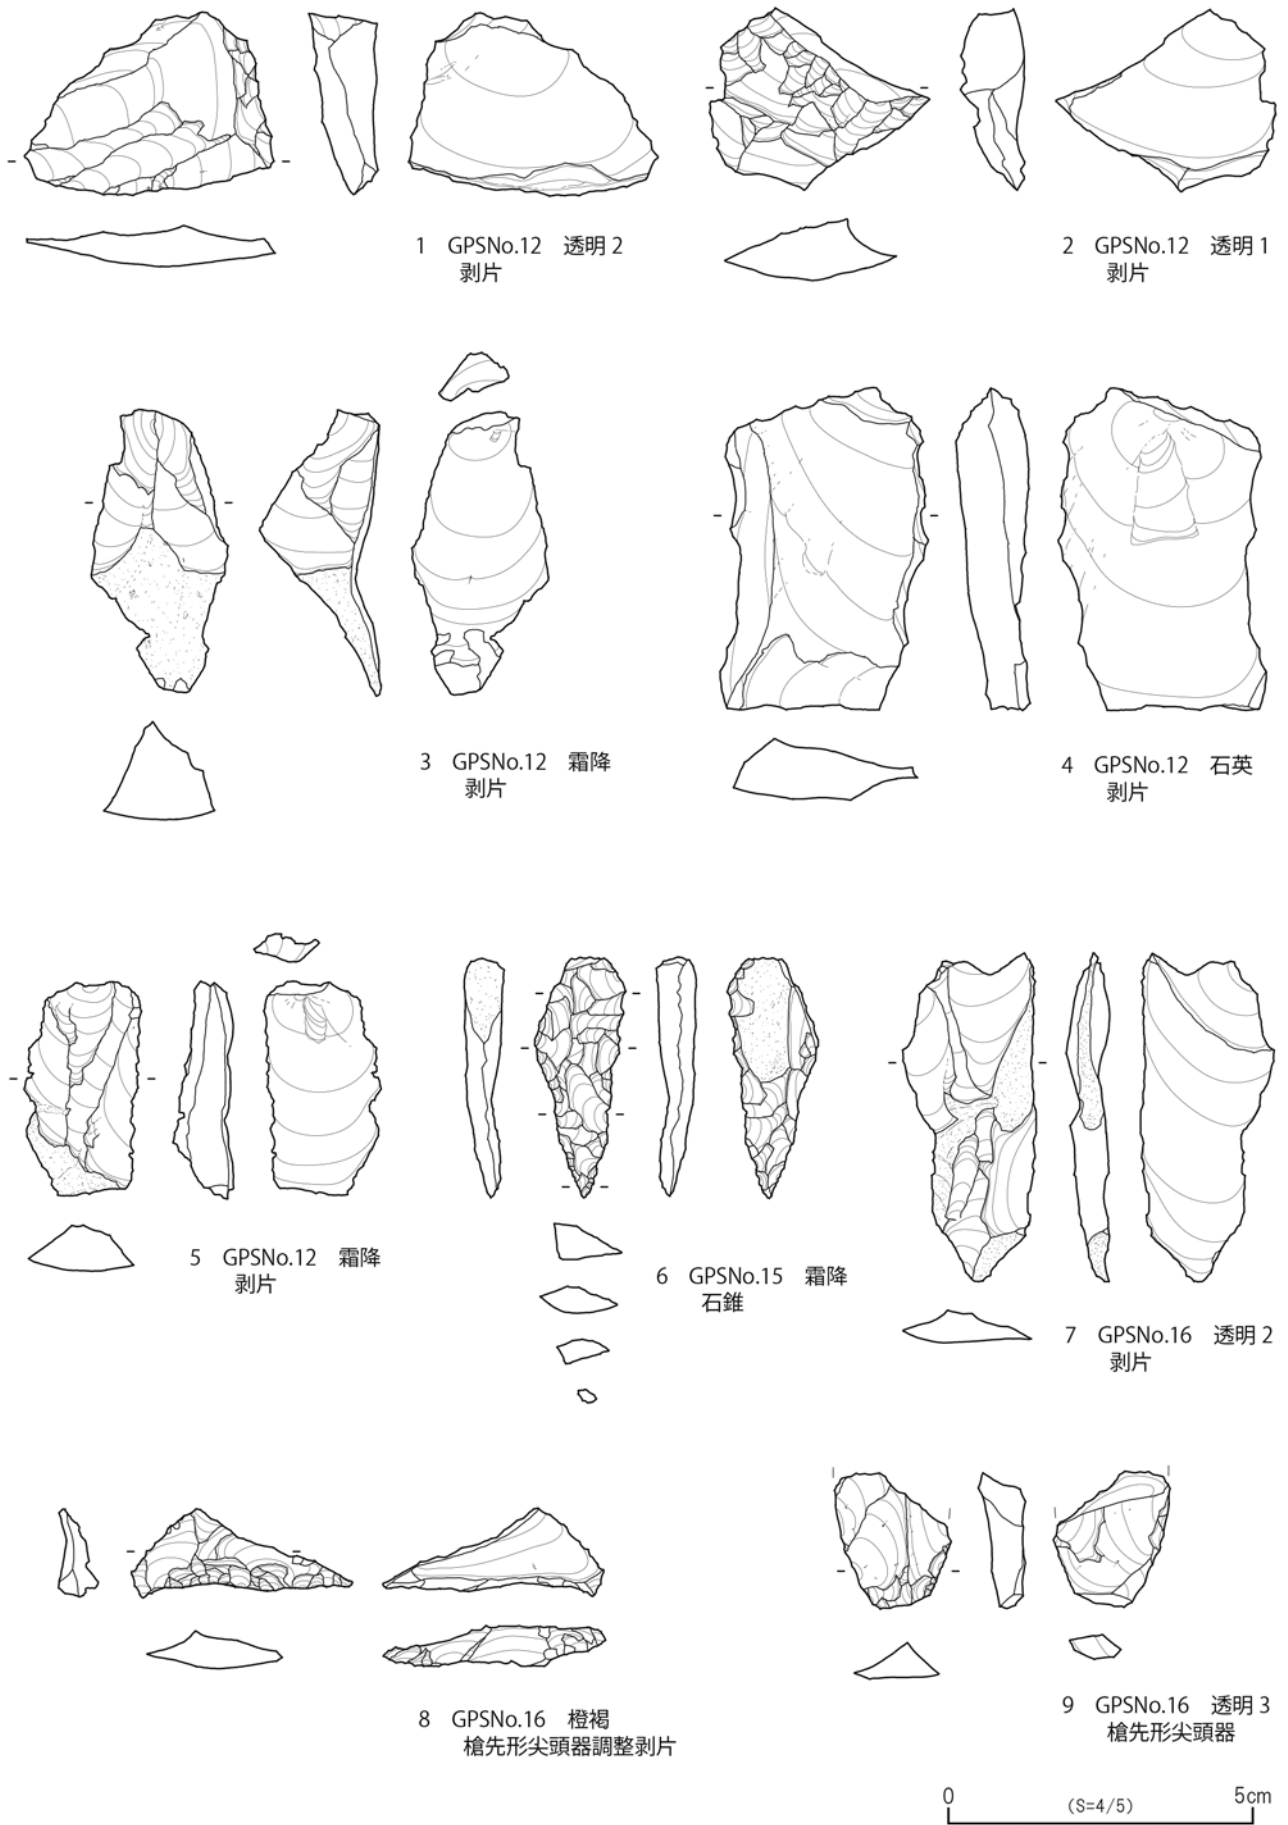 1 GPSNo.12 透明2
剥片
2 GPSNo.12 透明1
剥片
3 GPSNo.12 霜降
剥片
4 GPSNo.12 石英
剥片
5 GPSNo.12 霜降
剥片
6 GPSNo.15 霜降
石錐
7 GPSNo.16 透明2
剥片
8 GPSNo.16 橙褐
槍先形尖頭器調整剥片
9 GPSNo.16 透明3
槍先形尖頭器
0 5cm
(S=4/5)